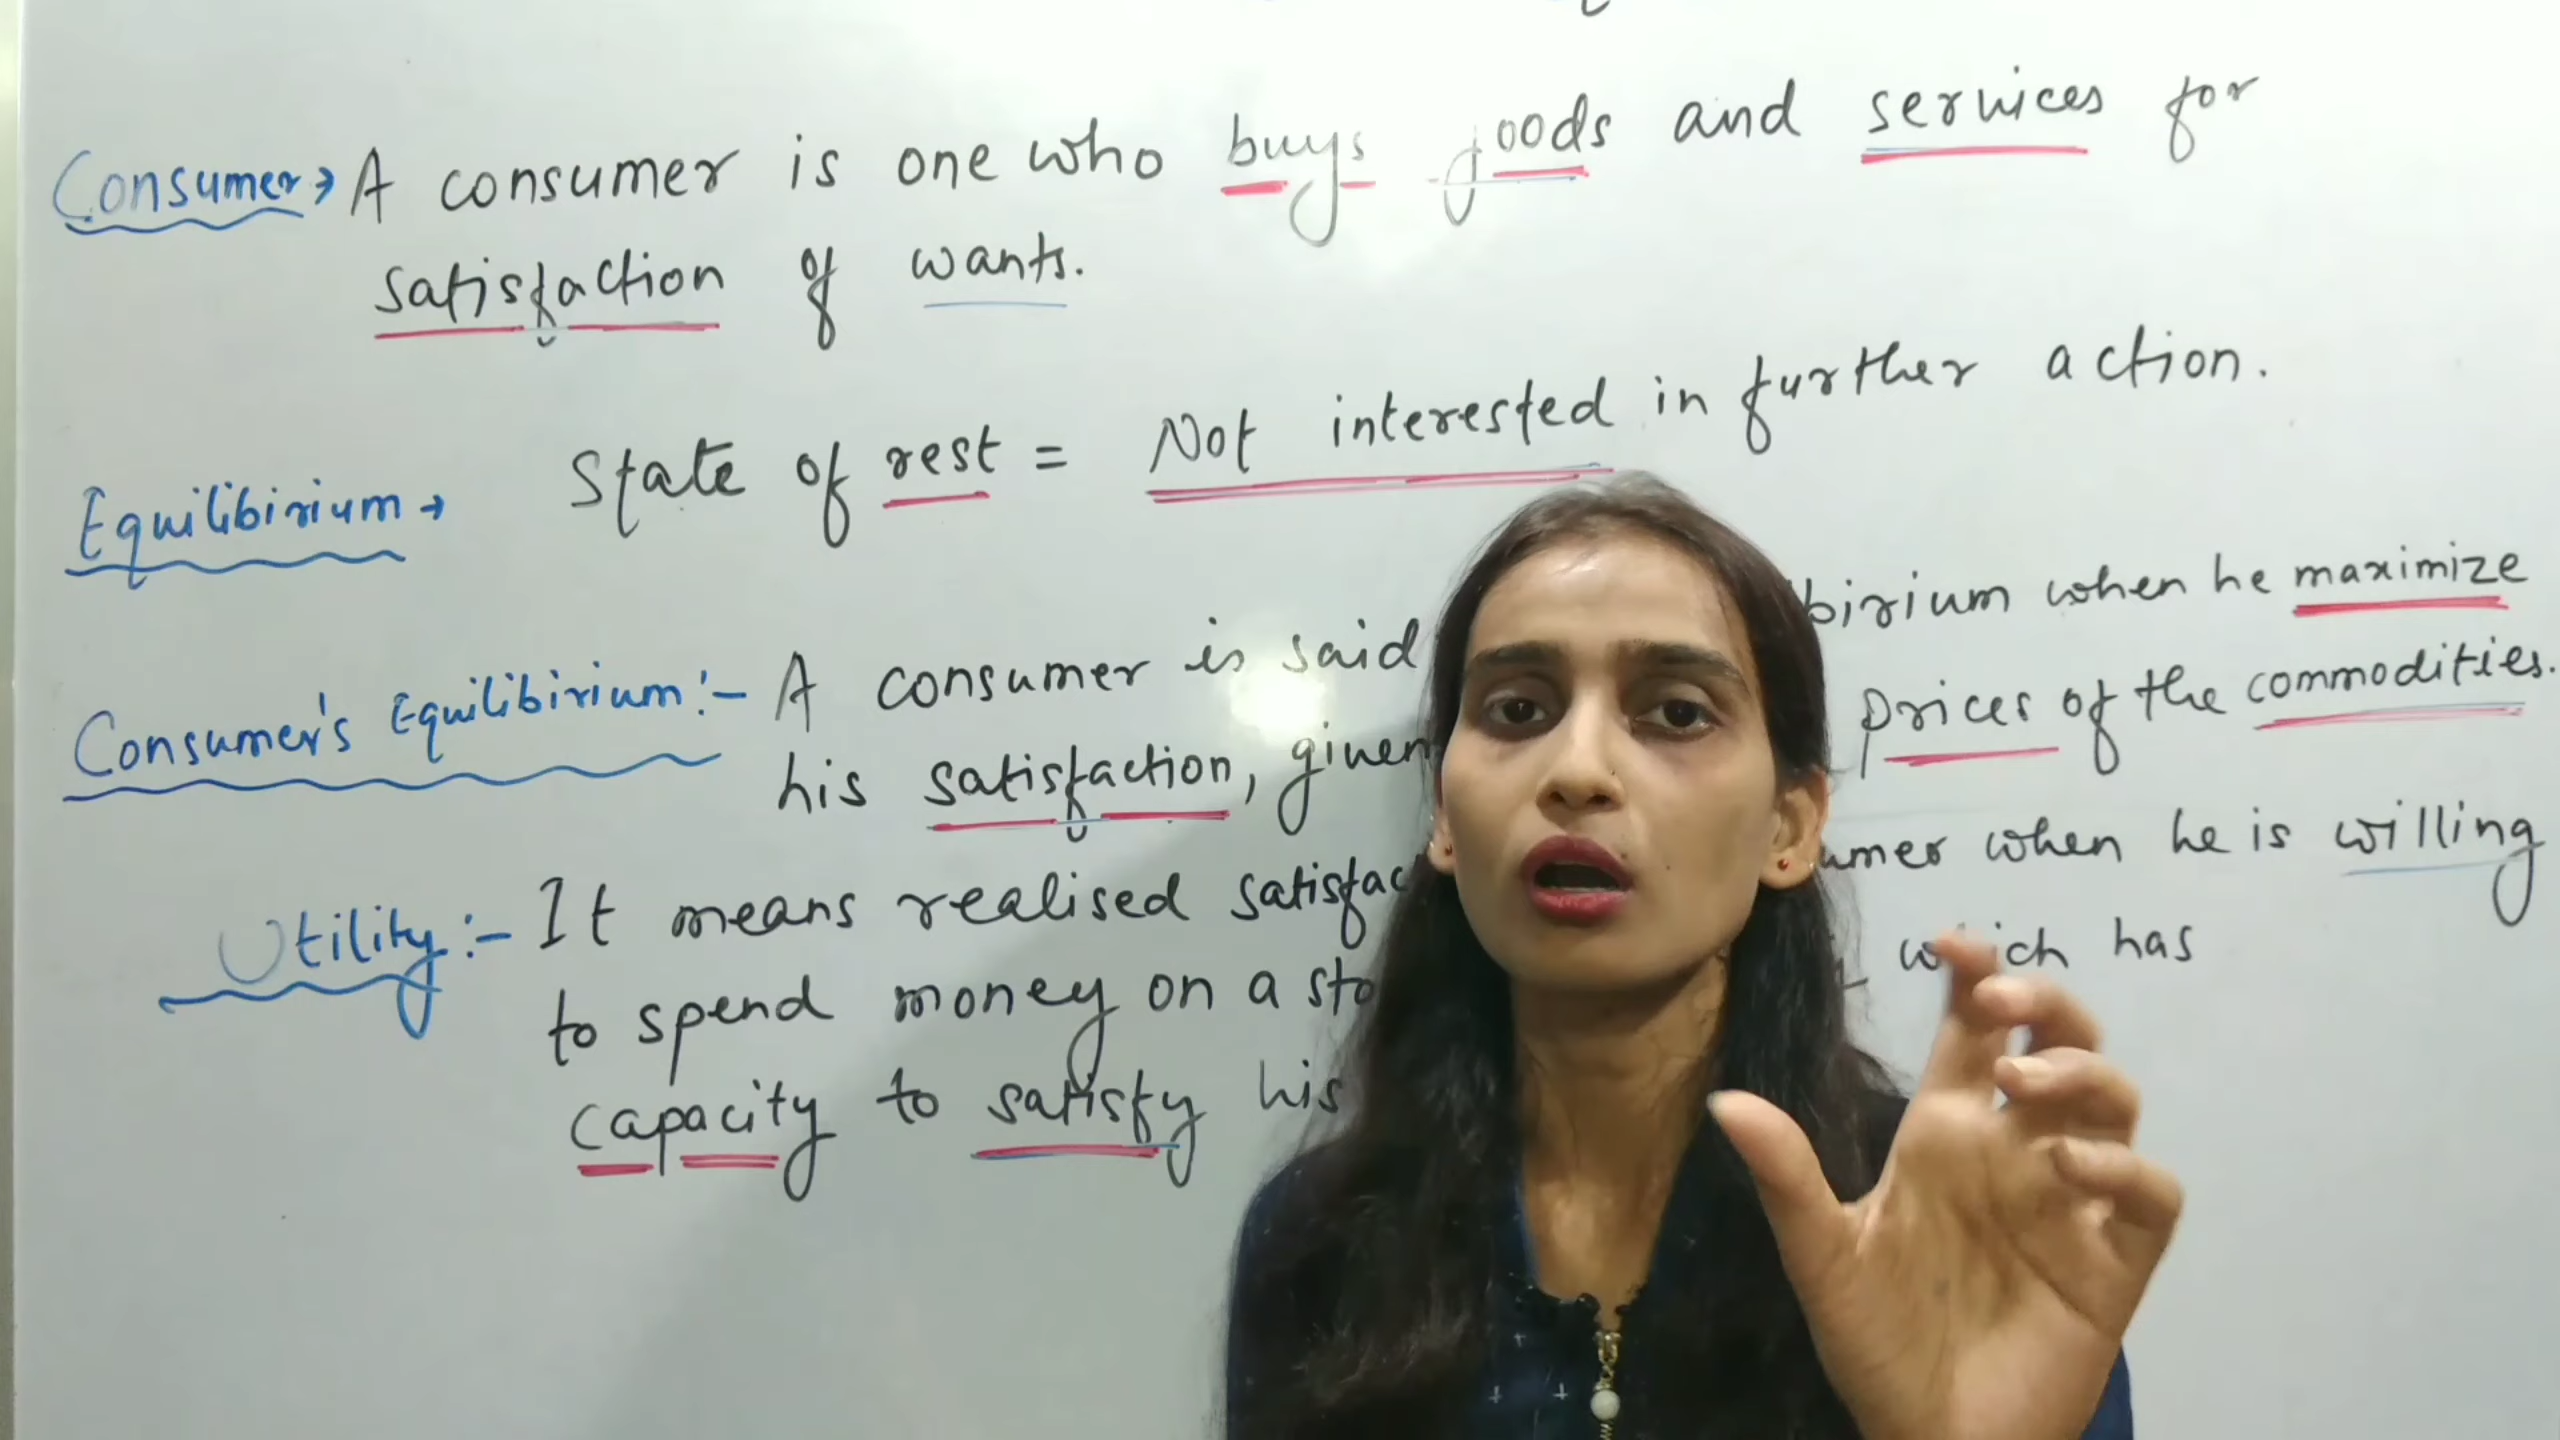 Consumer → A consumer is one who buys goods and services for
satisfaction of wants.
Equilibirium → State of rest = Not interested in further action.
Consumer's Equilibirium :- A consumer is said birium when he maximize
his satisfaction, given prices of the commodities.
Utility :- It means realised satisfac umer when he is willing
to spend money on a sto which has
capacity to satisfy his